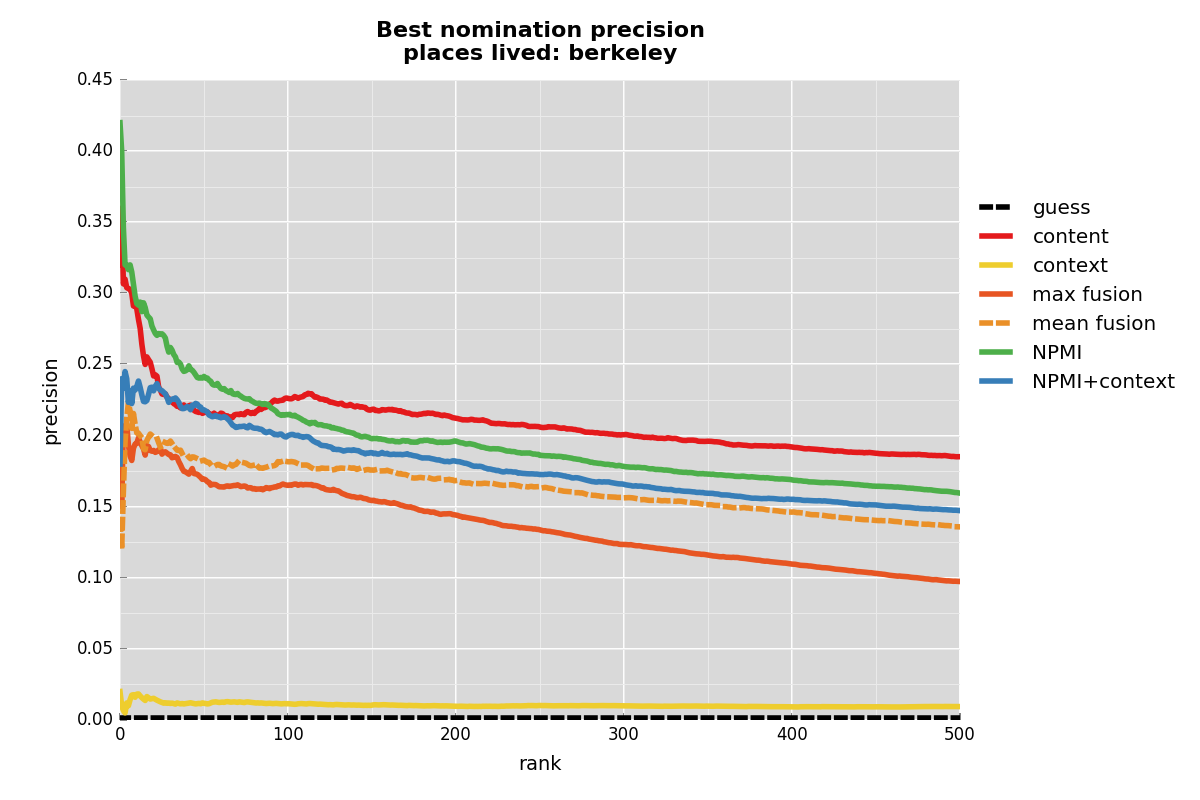 Best nomination precision
places lived: berkeley
precision
0.45
0.40
0.35
0.30
0.25
0.20
0.15
0.10
0.05
0.00
0 100 200 300 400 500
rank
guess
content
context
max fusion
mean fusion
NPMI
NPMI+context